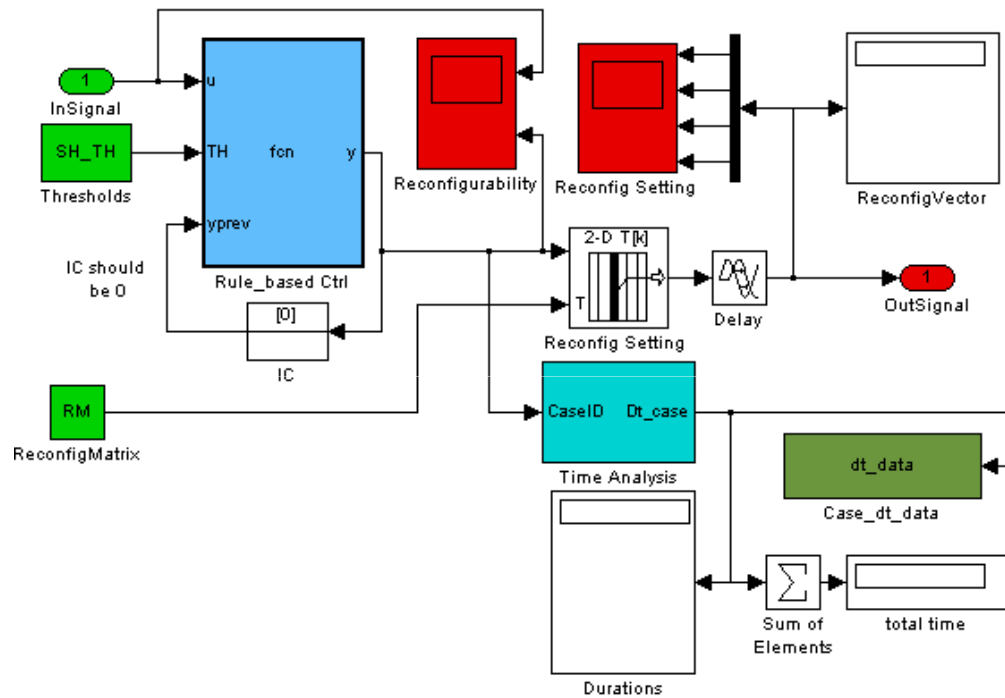 1
InSignal
SH_TH
Thresholds
u
TH
fcn
y
yprev
Rule_based Ctrl
IC should
be 0
[0]
IC
RM
ReconfigMatrix
Reconfigurability
Reconfig Setting
ReconfigVector
2-D T[k]
T
Reconfig Setting
Delay
1
OutSignal
CaseID
Dt_case
Time Analysis
dt_data
Case_dt_data
Durations
Sum of
Elements
total time